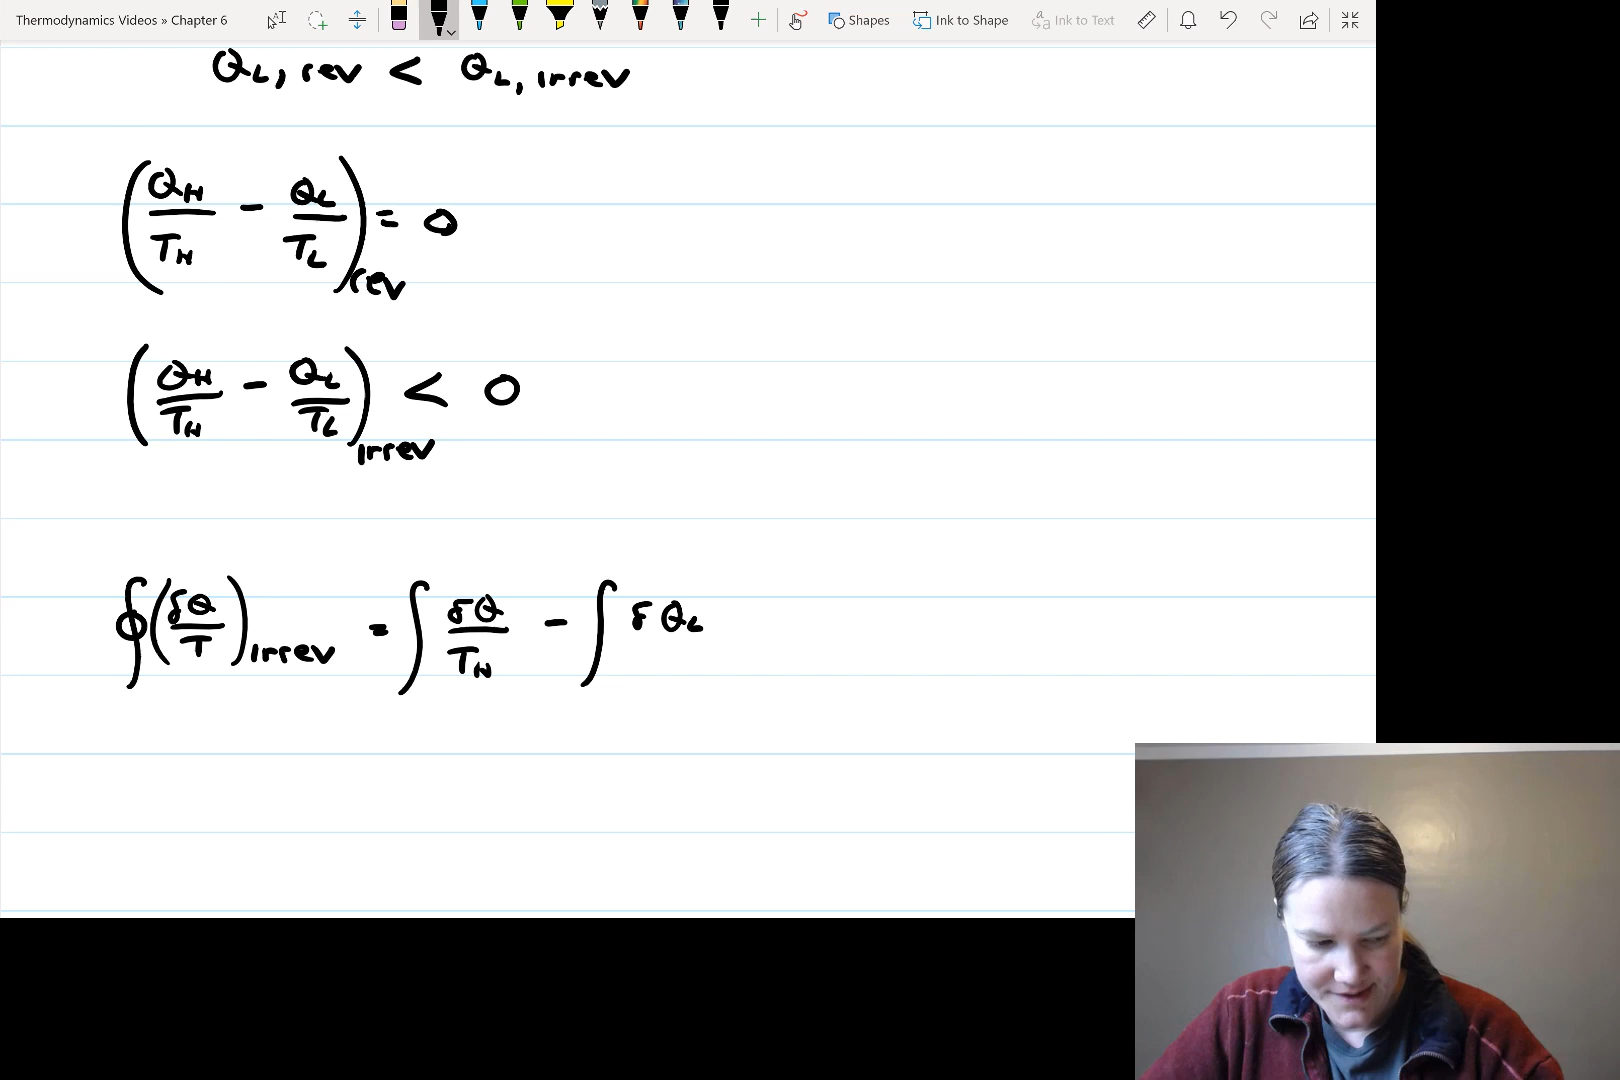 Thermodynamics Videos » Chapter 6 Shapes Ink to Shape Ink to Text
Q_L, rev < Q_L, irrev
(Q_H/T_H - Q_L/T_L)_rev = 0
(Q_H/T_H - Q_L/T_L)_irrev < 0
∮(δQ/T)_irrev = ∫ δQ/T_H - ∫ δQ_L